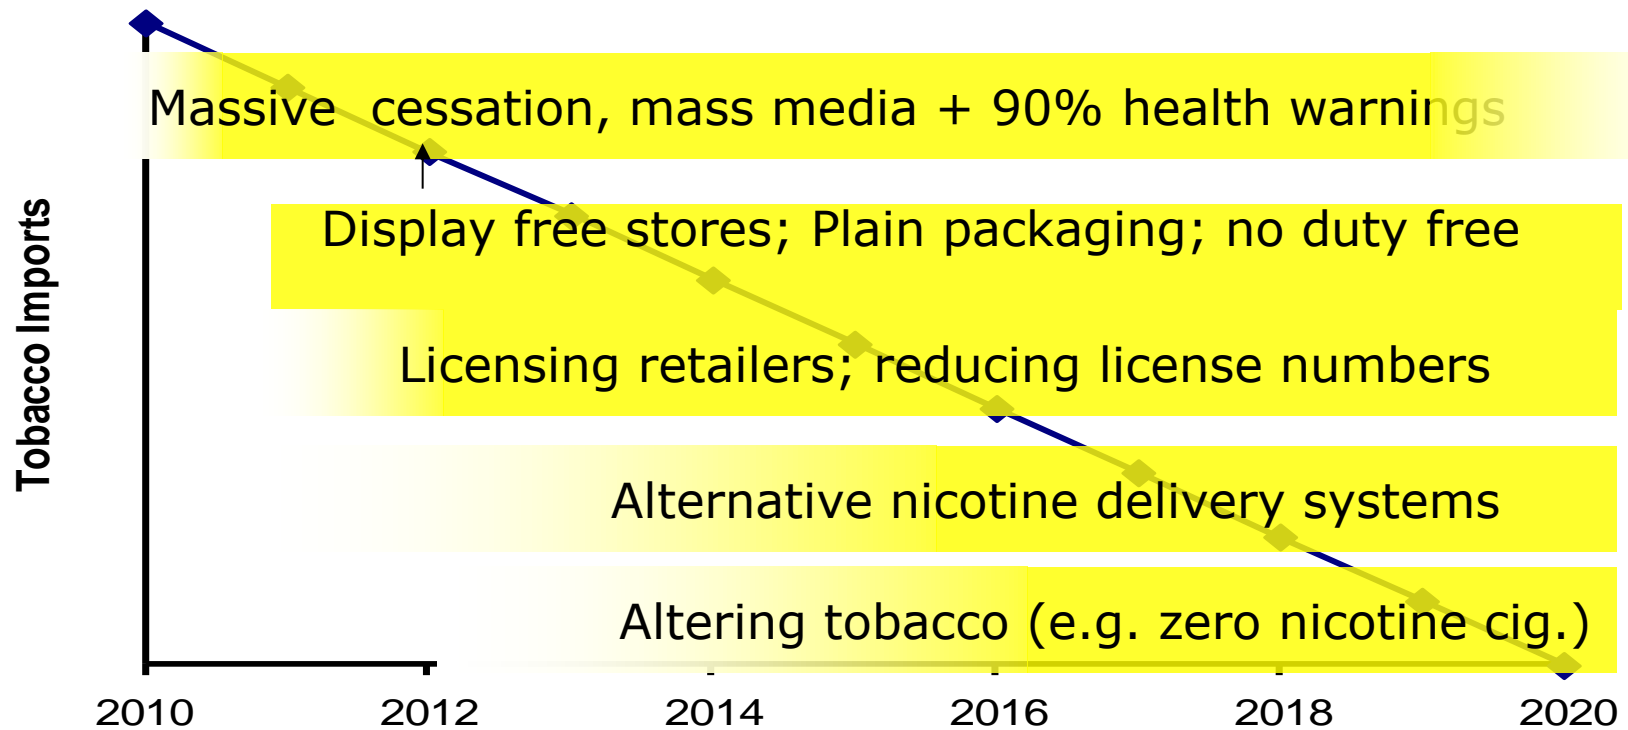 Massive  cessation, mass media + 90% health warnings
Display free stores; Plain packaging; no duty free
Licensing retailers; reducing license numbers
Alternative nicotine delivery systems
Altering tobacco (e.g. zero nicotine cig.)
Tobacco Imports
2010 2012 2014 2016 2018 2020